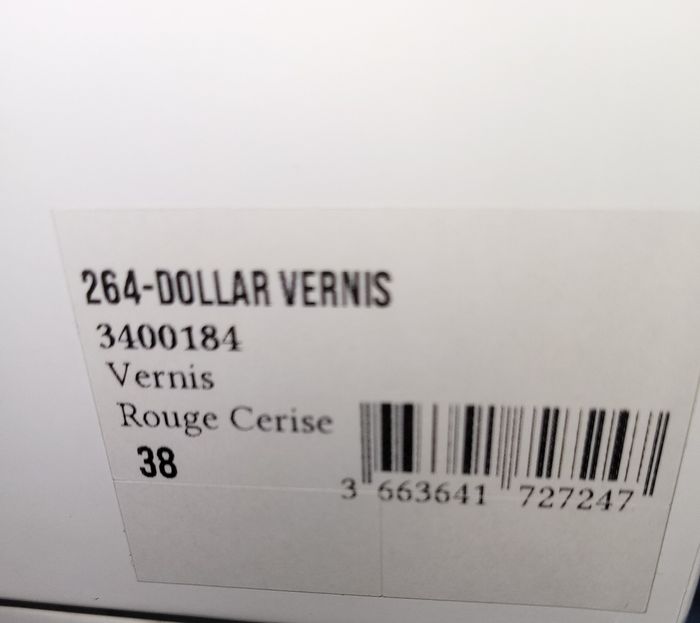 264-DOLLAR VERNIS
3400184
Vernis
Rouge Cerise
38
3 663641 727247